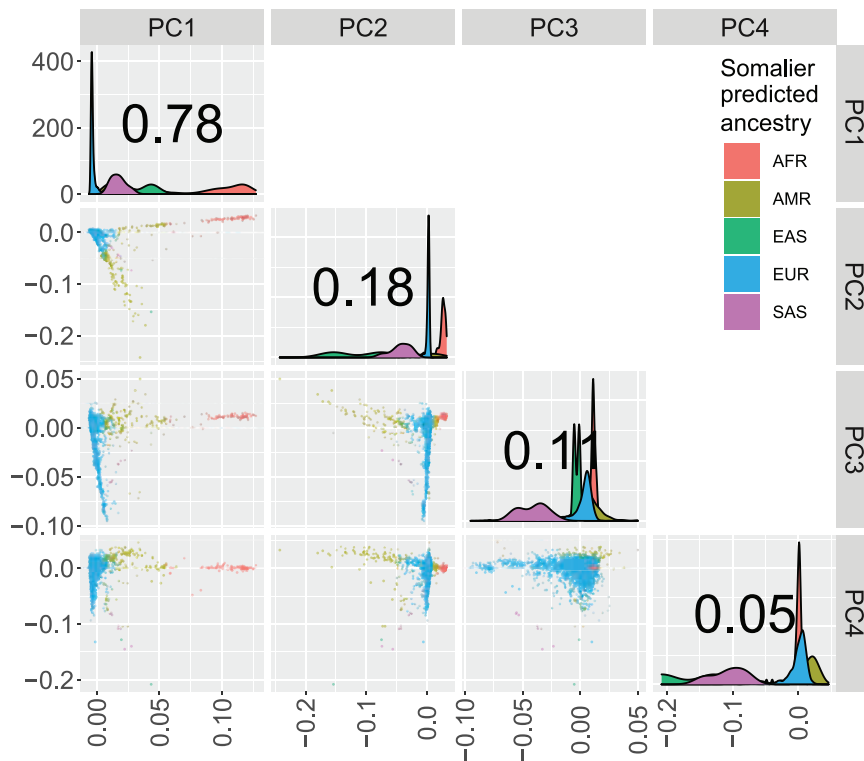 PC1 PC2 PC3 PC4
400
200
0
0.78
PC1
Somalier
predicted
ancestry
AFR
AMR
EAS
EUR
SAS
0.0
−0.1
−0.2
0.18
PC2
0.05
0.00
−0.05
−0.10
0.11
PC3
0.0
−0.1
−0.2
0.05
PC4
0.00 0.05 0.10 −0.2 −0.1 0.0 −0.10 −0.05 0.00 0.05 −0.2 −0.1 0.0